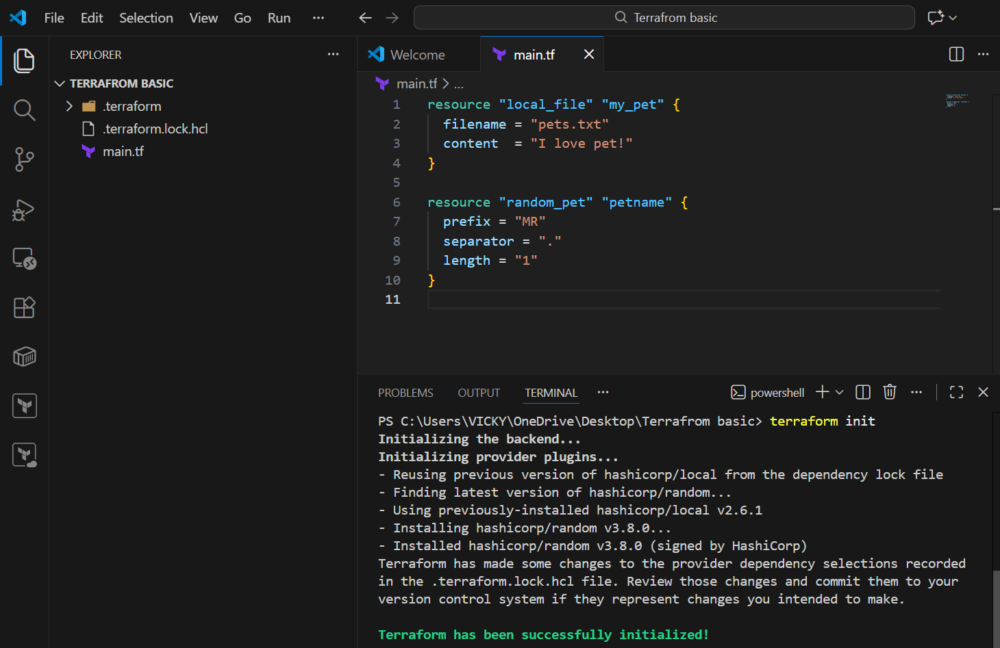 File Edit Selection View Go Run ··· Terrafrom basic
EXPLORER ···
TERRAFROM BASIC
.terraform
.terraform.lock.hcl
main.tf
Welcome main.tf
main.tf > ...
1 resource "local_file" "my_pet" {
2 filename = "pets.txt"
3 content  = "I love pet!"
4 }
5
6 resource "random_pet" "petname" {
7 prefix = "MR"
8 separator = "."
9 length = "1"
10 }
11
PROBLEMS OUTPUT TERMINAL ··· powershell
PS C:\Users\VICKY\OneDrive\Desktop\Terrafrom basic> terraform init
Initializing the backend...
Initializing provider plugins...
- Reusing previous version of hashicorp/local from the dependency lock file
- Finding latest version of hashicorp/random...
- Using previously-installed hashicorp/local v2.6.1
- Installing hashicorp/random v3.8.0...
- Installed hashicorp/random v3.8.0 (signed by HashiCorp)
Terraform has made some changes to the provider dependency selections recorded
in the .terraform.lock.hcl file. Review those changes and commit them to your
version control system if they represent changes you intended to make.
Terraform has been successfully initialized!